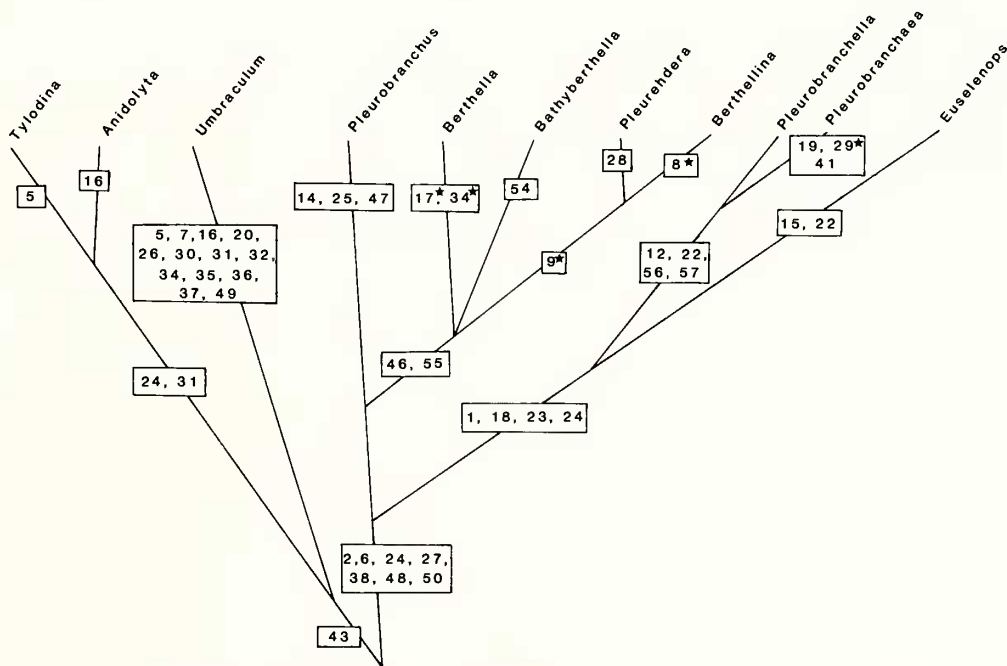 Tylodina
Anidolyta
Umbraculum
Pleurobranchus
Berthella
Bathyberthella
Pleurehdera
Berthellina
Pleurobranchella
Pleurobranchaea
Euselenops
5
16
5, 7,16, 20,
26, 30, 31, 32,
34, 35, 36,
37, 49
14, 25, 47
17★, 34★
54
28
8★
19, 29★
41
15, 22
9★
12, 22,
56, 57
46, 55
24, 31
1, 18, 23, 24
2,6, 24, 27,
38, 48, 50
43